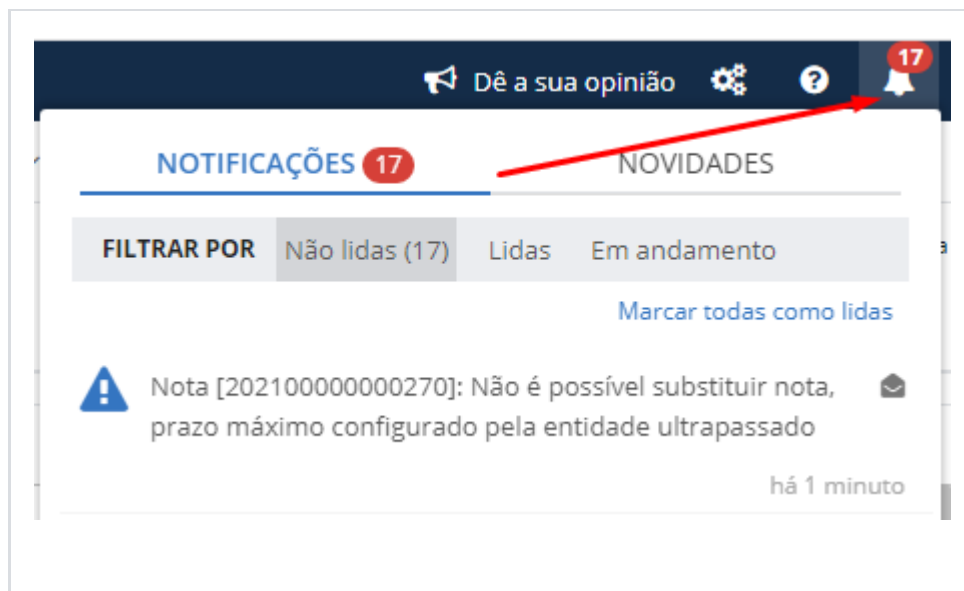 Dê a sua opinião 17
NOTIFICAÇÕES 17 NOVIDADES
FILTRAR POR Não lidas (17) Lidas Em andamento
Marcar todas como lidas
Nota [202100000000270]: Não é possível substituir nota,
prazo máximo configurado pela entidade ultrapassado
há 1 minuto